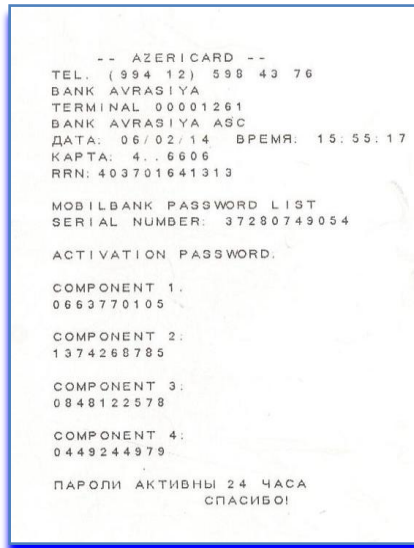 -- AZERICARD --
TEL. (994 12) 598 43 76
BANK AVRASIYA
TERMINAL 00001261
BANK AVRASIYA ASC
ДАТА: 06/02/14 ВРЕМЯ: 15:55:17
КАРТА: 4..6606
RRN: 403701641313
MOBILBANK PASSWORD LIST
SERIAL NUMBER: 37280749054
ACTIVATION PASSWORD:
COMPONENT 1:
0663770105
COMPONENT 2:
1374268785
COMPONENT 3:
0848122578
COMPONENT 4:
0449244979
ПАРОЛИ АКТИВНЫ 24 ЧАСА
СПАСИБО!